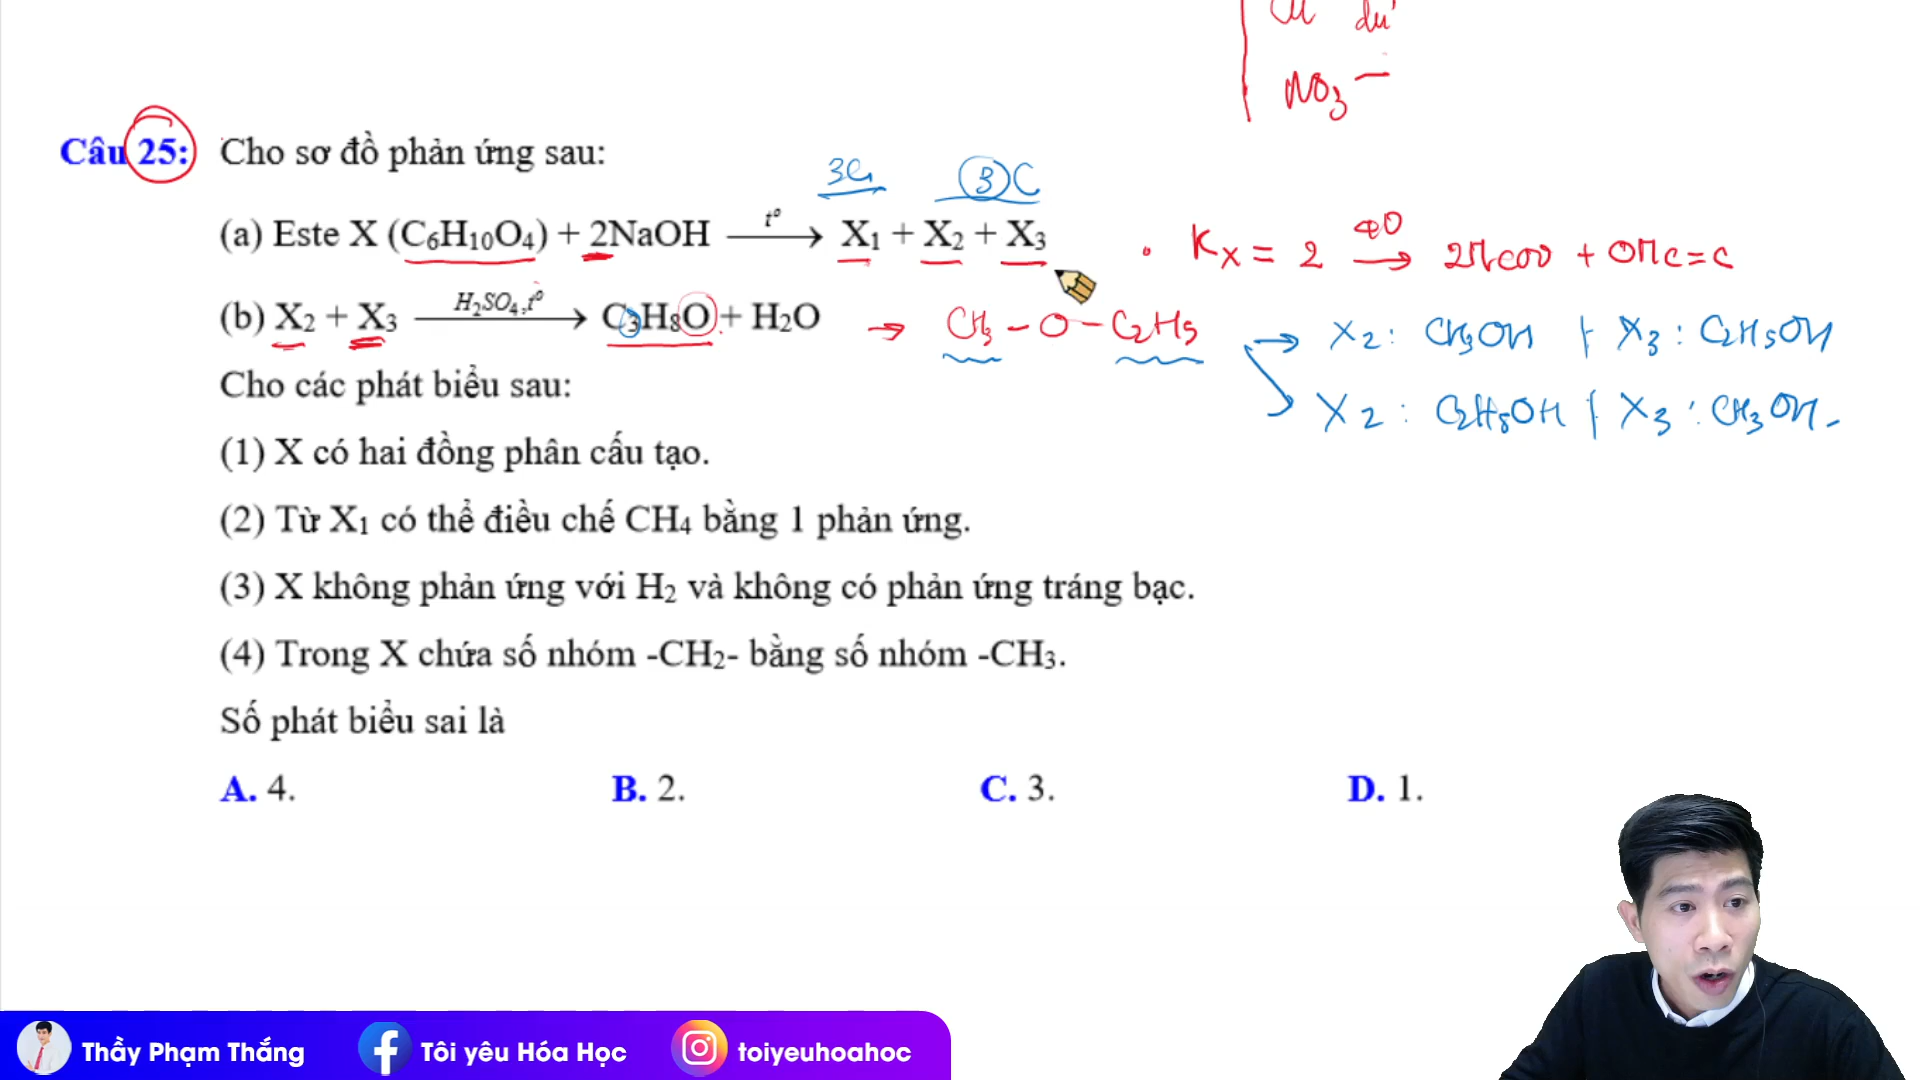 Cl dư
NO3 -
Câu 25: Cho sơ đồ phản ứng sau:
3C (3)C
(a) Este X (C6H10O4) + 2NaOH t° → X1 + X2 + X3
(b) X2 + X3 H2SO4, t° → C3H8O + H2O
Kx = 2 → 2π coo + 0π c=c
→ CH3 - O - C2H5
→ X2 : CH3OH | X3 : C2H5OH
X2 : C2H5OH | X3 : CH3OH.
Cho các phát biểu sau:
(1) X có hai đồng phân cấu tạo.
(2) Từ X1 có thể điều chế CH4 bằng 1 phản ứng.
(3) X không phản ứng với H2 và không có phản ứng tráng bạc.
(4) Trong X chứa số nhóm -CH2- bằng số nhóm -CH3.
Số phát biểu sai là
A. 4. B. 2. C. 3. D. 1.
Thầy Phạm Thắng Tôi yêu Hóa Học toiyeuhoahoc